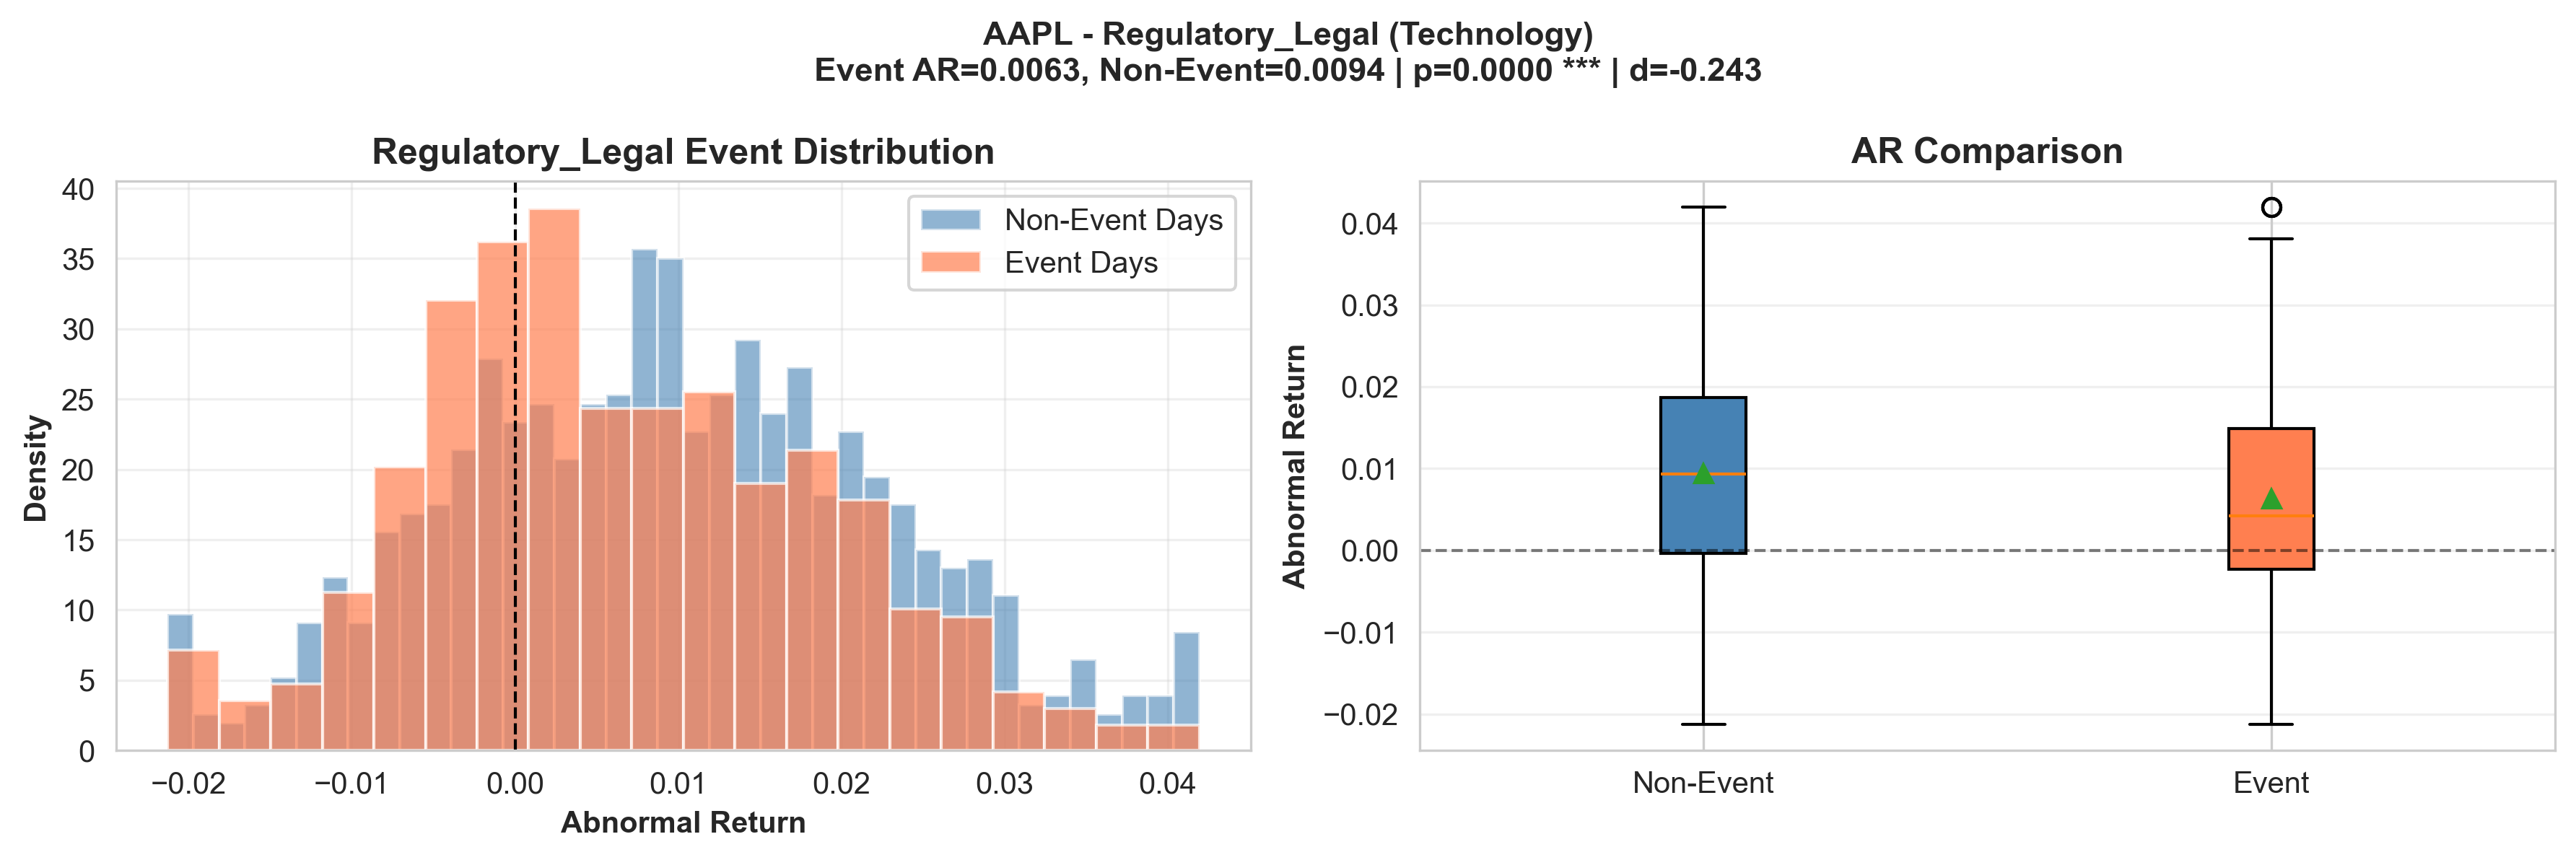 AAPL - Regulatory_Legal (Technology)
Event AR=0.0063, Non-Event=0.0094 | p=0.0000 *** | d=-0.243
Regulatory_Legal Event Distribution
Density
40
35
30
25
20
15
10
5
0
Non-Event Days
Event Days
−0.02
−0.01
0.00
0.01
0.02
0.03
0.04
Abnormal Return
AR Comparison
Abnormal Return
0.04
0.03
0.02
0.01
0.00
−0.01
−0.02
Non-Event
Event